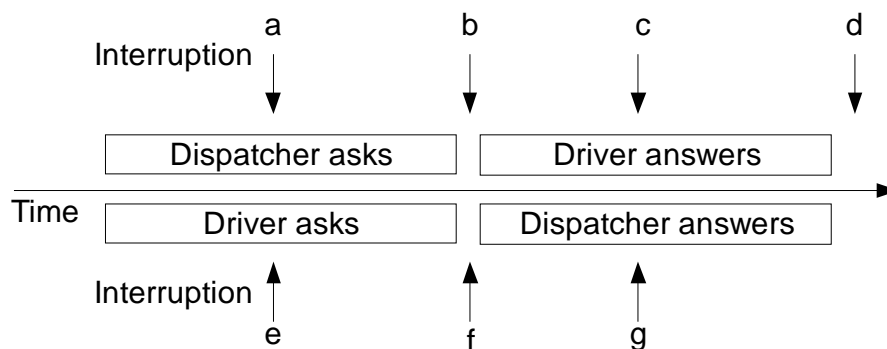 a b c d
Interruption
Dispatcher asks Driver answers
Time
Driver asks Dispatcher answers
Interruption
e f g